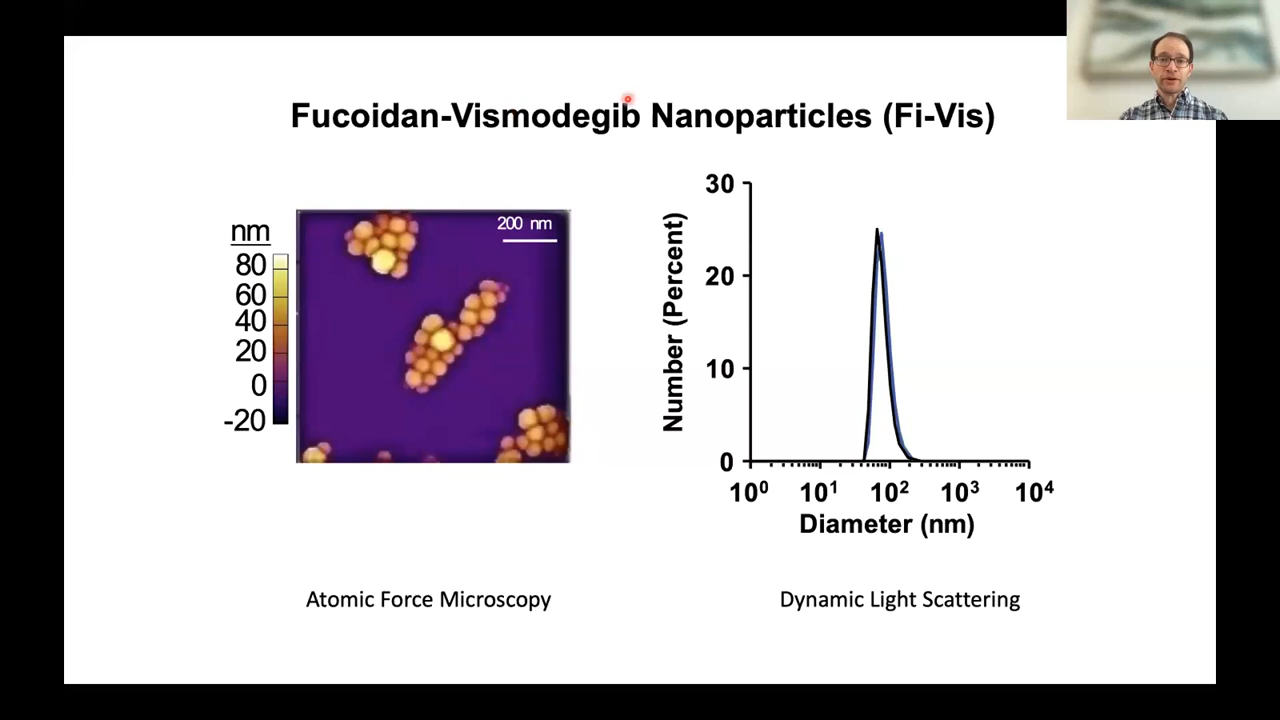 Fucoidan-Vismodegib Nanoparticles (Fi-Vis)
nm
80
60
40
20
0
-20
200 nm
Number (Percent)
30
20
10
0
10⁰ 10¹ 10² 10³ 10⁴
Diameter (nm)
Atomic Force Microscopy
Dynamic Light Scattering